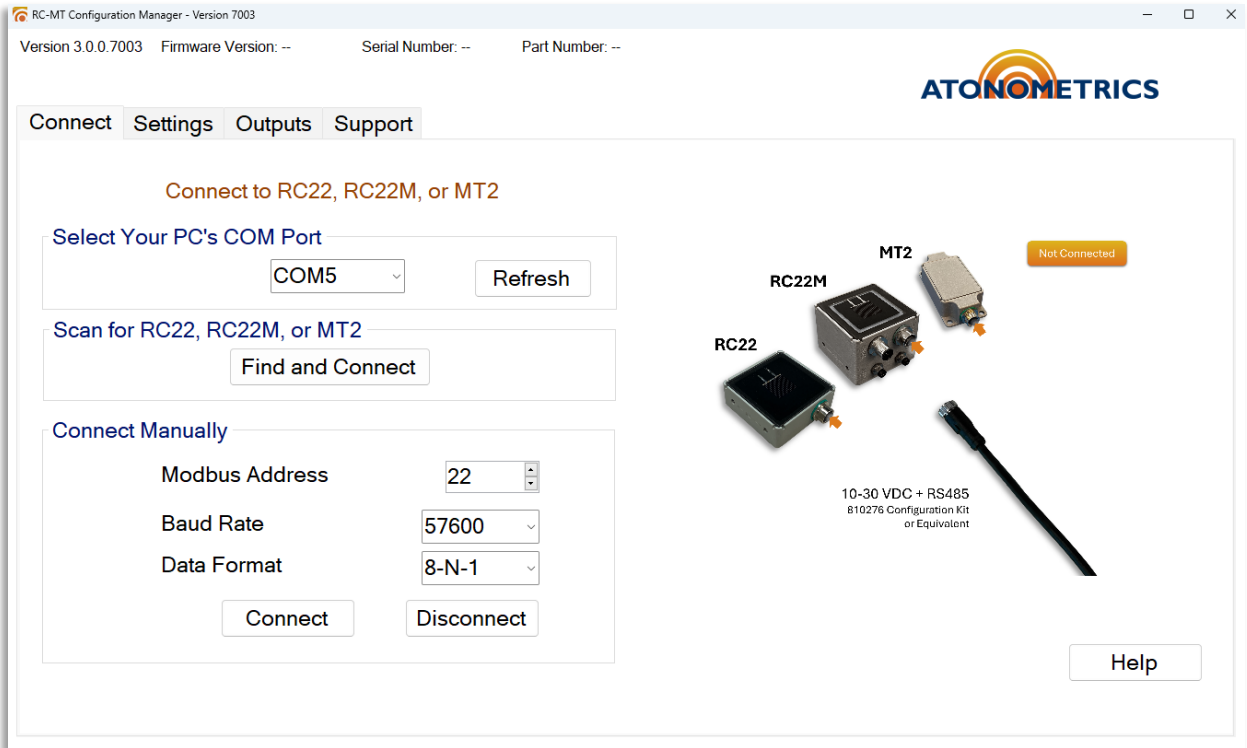 RC-MT Configuration Manager - Version 7003
Version 3.0.0.7003 Firmware Version: -- Serial Number: -- Part Number: --
ATONOMETRICS
Connect Settings Outputs Support
Connect to RC22, RC22M, or MT2
Select Your PC's COM Port
COM5
Refresh
Scan for RC22, RC22M, or MT2
Find and Connect
Connect Manually
Modbus Address
22
Baud Rate
57600
Data Format
8-N-1
Connect
Disconnect
MT2
Not Connected
RC22M
RC22
10-30 VDC + RS485
810276 Configuration Kit
or Equivalent
Help